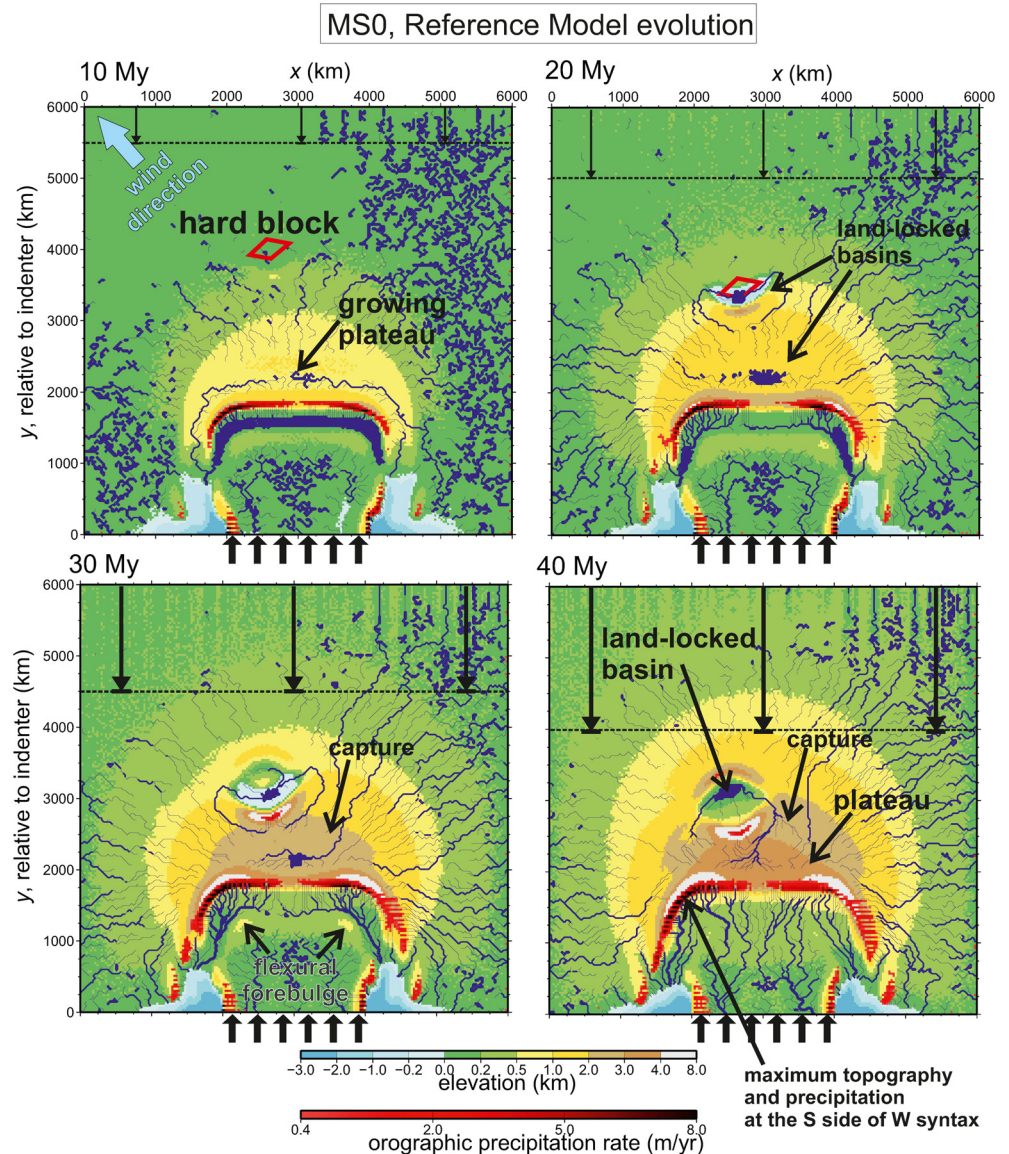 MS0, Reference Model evolution
10 My
x (km)
0 1000 2000 3000 4000 5000 6000
6000
5000
4000
3000
2000
1000
0
y, relative to indenter (km)
wind
direction
hard block
growing
plateau
20 My
x (km)
0 1000 2000 3000 4000 5000 6000
land-locked
basins
30 My
6000
5000
4000
3000
2000
1000
0
y, relative to indenter (km)
capture
flexural
forebulge
40 My
land-locked
basin
capture
plateau
maximum topography
and precipitation
at the S side of W syntax
−3.0 −2.0 −1.0 −0.2 0.0 0.2 0.5 1.0 2.0 3.0 4.0 8.0
elevation (km)
0.4 2.0 5.0 8.0
orographic precipitation rate (m/yr)